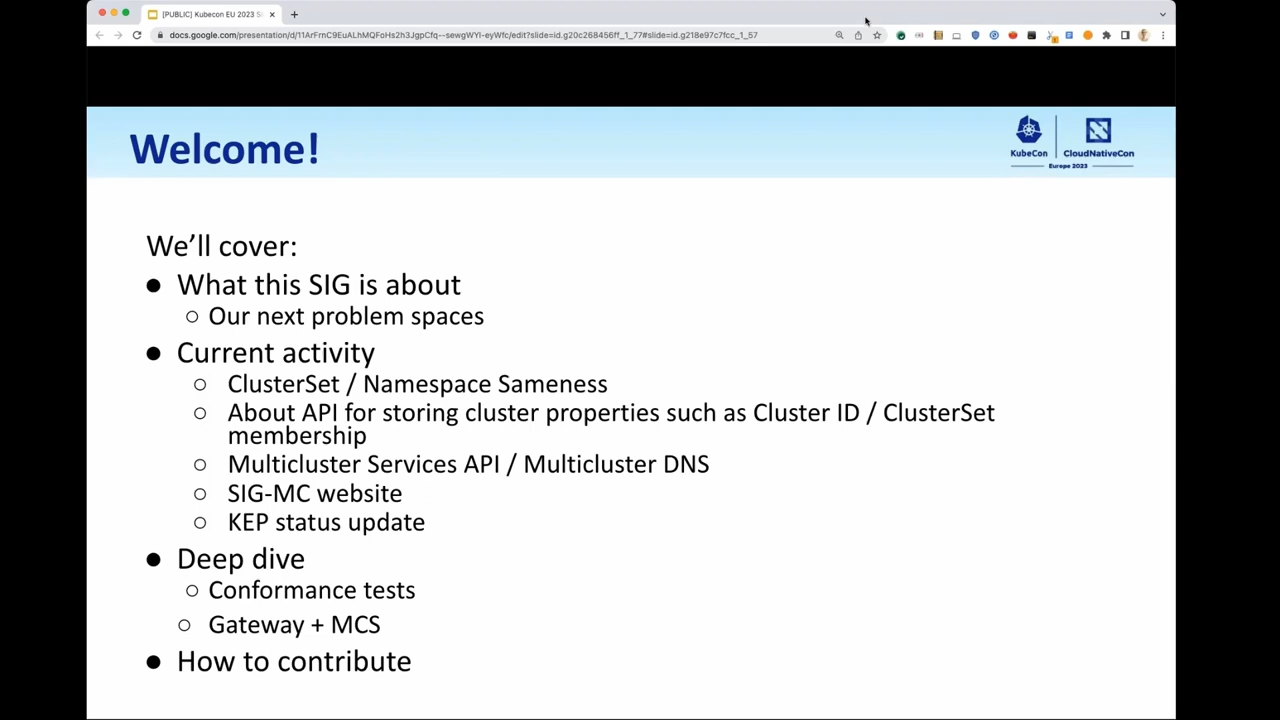 [PUBLIC] Kubecon EU 2023 S
docs.google.com/presentation/d/11ArFrnC9EuALhMQFoHs2h3JgpCfq--sewgWYl-eyWfc/edit?slide=id.g20c268456ff_1_77#slide=id.g218e97c7fcc_1_57
Welcome!
KubeCon
CloudNativeCon
Europe 2023
We’ll cover:
● What this SIG is about
○ Our next problem spaces
● Current activity
○ ClusterSet / Namespace Sameness
○ About API for storing cluster properties such as Cluster ID / ClusterSet
membership
○ Multicluster Services API / Multicluster DNS
○ SIG-MC website
○ KEP status update
● Deep dive
○ Conformance tests
○ Gateway + MCS
● How to contribute